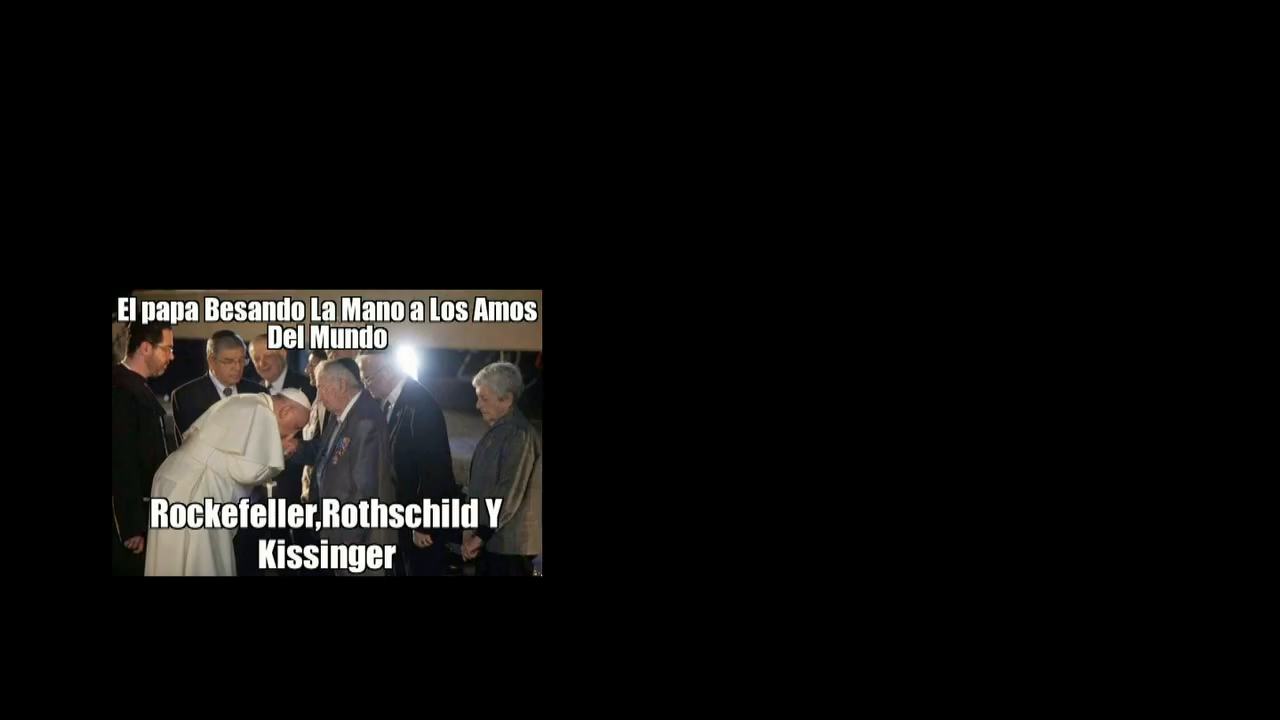 El papa Besando La Mano a Los Amos
Del Mundo
Rockefeller,Rothschild Y
Kissinger